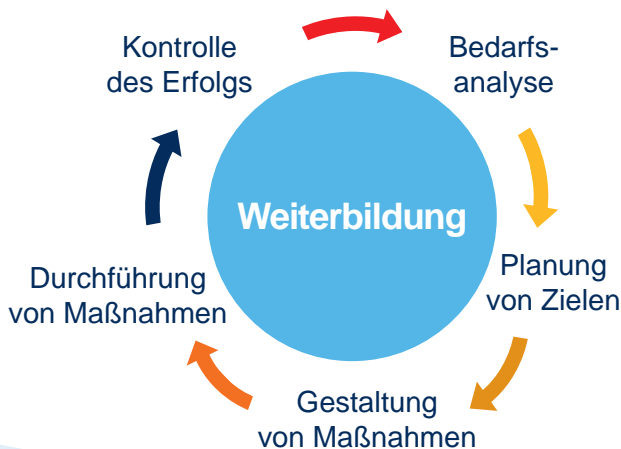 Kontrolle
des Erfolgs
Bedarfs-
analyse
Weiterbildung
Planung
von Zielen
Durchführung
von Maßnahmen
Gestaltung
von Maßnahmen